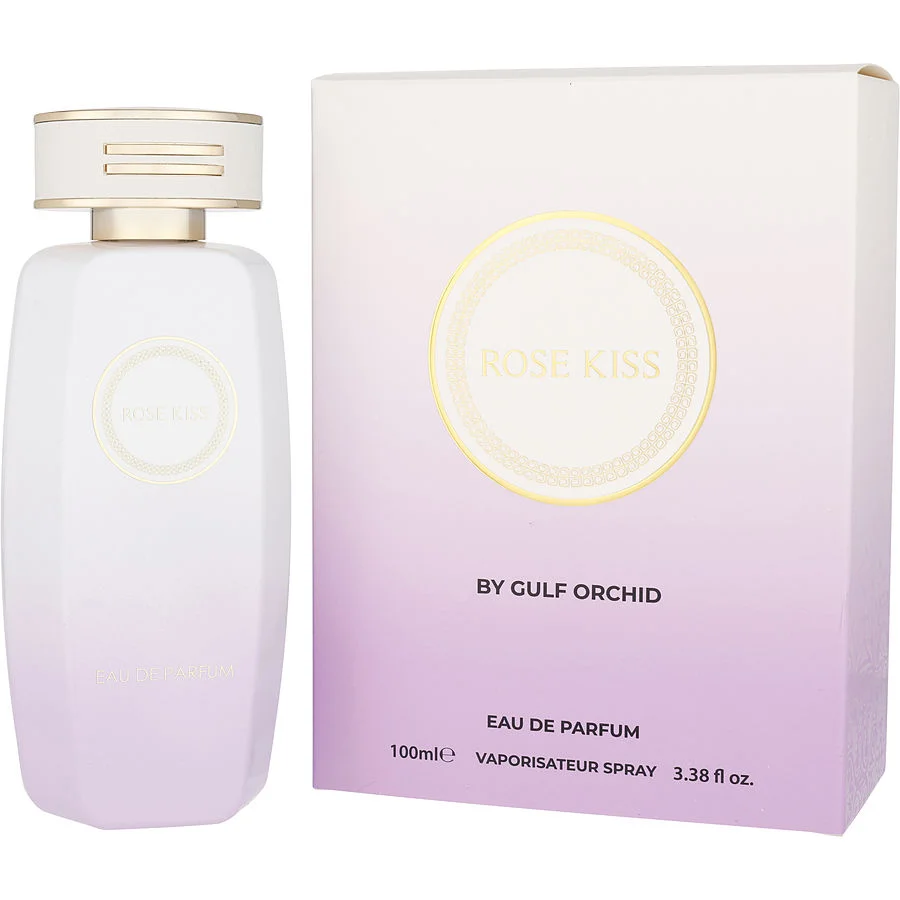 ROSE KISS
EAU DE PARFUM
ROSE KISS
BY GULF ORCHID
EAU DE PARFUM
100ml℮ VAPORISATEUR SPRAY 3.38 fl oz.